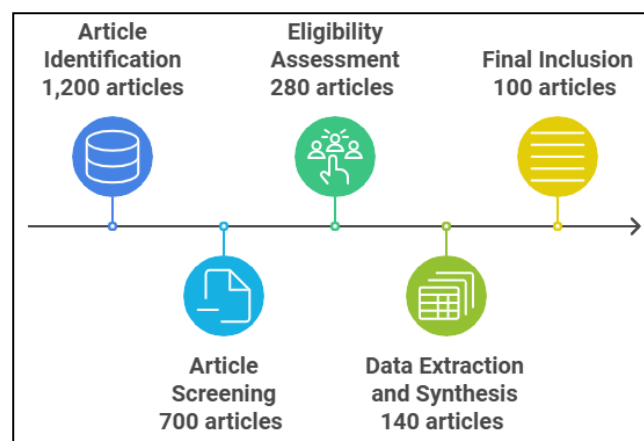 Article
Identification
1,200 articles
Eligibility
Assessment
280 articles
Final Inclusion
100 articles
Article
Screening
700 articles
Data Extraction
and Synthesis
140 articles